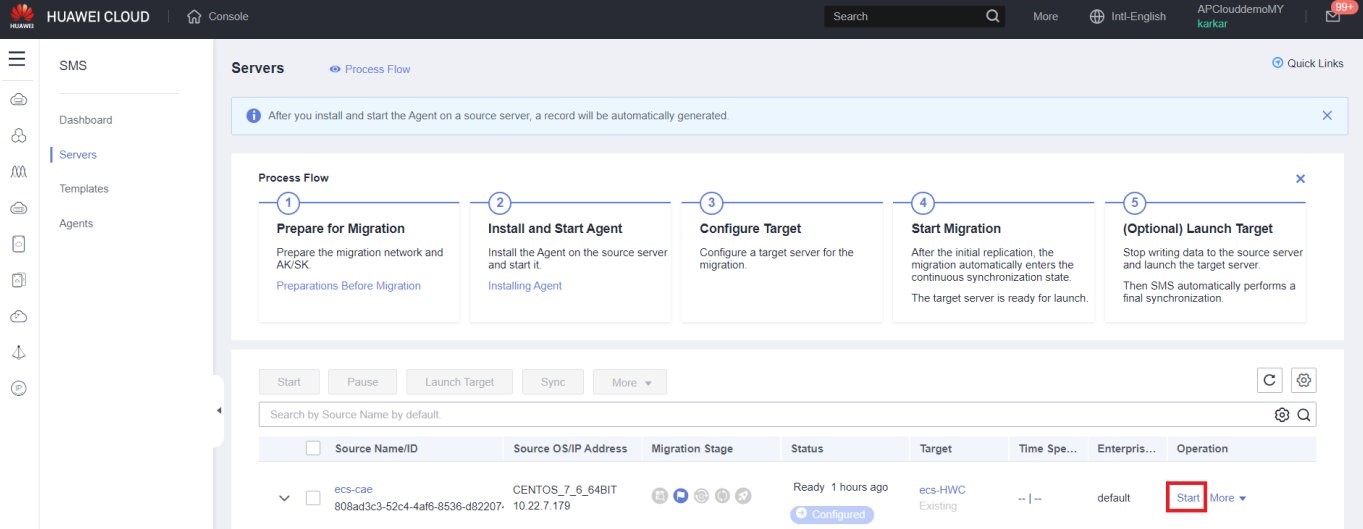 HUAWEI
HUAWEI CLOUD
Console
Search
More
Intl-English
APClouddemoMY
karkar
99+
SMS
Dashboard
Servers
Templates
Agents
IP
Servers
Process Flow
Quick Links
After you install and start the Agent on a source server, a record will be automatically generated.
Process Flow
1
Prepare for Migration
Prepare the migration network and
AK/SK.
Preparations Before Migration
2
Install and Start Agent
Install the Agent on the source server
and start it.
Installing Agent
3
Configure Target
Configure a target server for the
migration.
4
Start Migration
After the initial replication, the
migration automatically enters the
continuous synchronization state.
The target server is ready for launch.
5
(Optional) Launch Target
Stop writing data to the source server
and launch the target server.
Then SMS automatically performs a
final synchronization.
Start
Pause
Launch Target
Sync
More
Search by Source Name by default.
Source Name/ID
Source OS/IP Address
Migration Stage
Status
Target
Time Spe...
Enterpris...
Operation
ecs-cae
808ad3c3-52c4-4af6-8536-d82207-
CENTOS_7_6_64BIT
10.22.7.179
Ready 1 hours ago
Configured
ecs-HWC
Existing
-- | --
default
Start
More